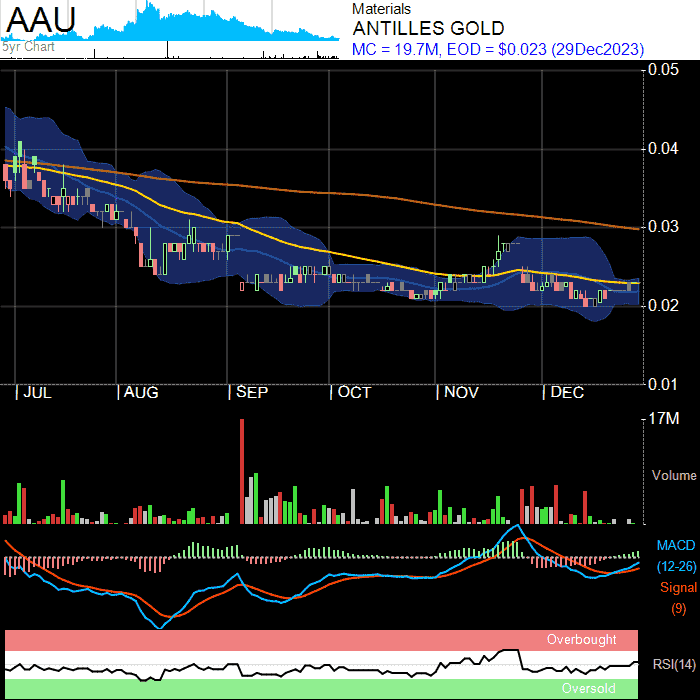 AAU
5yr Chart
Materials
ANTILLES GOLD
MC = 19.7M, EOD = $0.023 (29Dec2023)
0.05
0.04
0.03
0.02
0.01
JUL
AUG
SEP
OCT
NOV
DEC
17M
Volume
MACD
(12-26)
Signal
(9)
Overbought
RSI(14)
Oversold